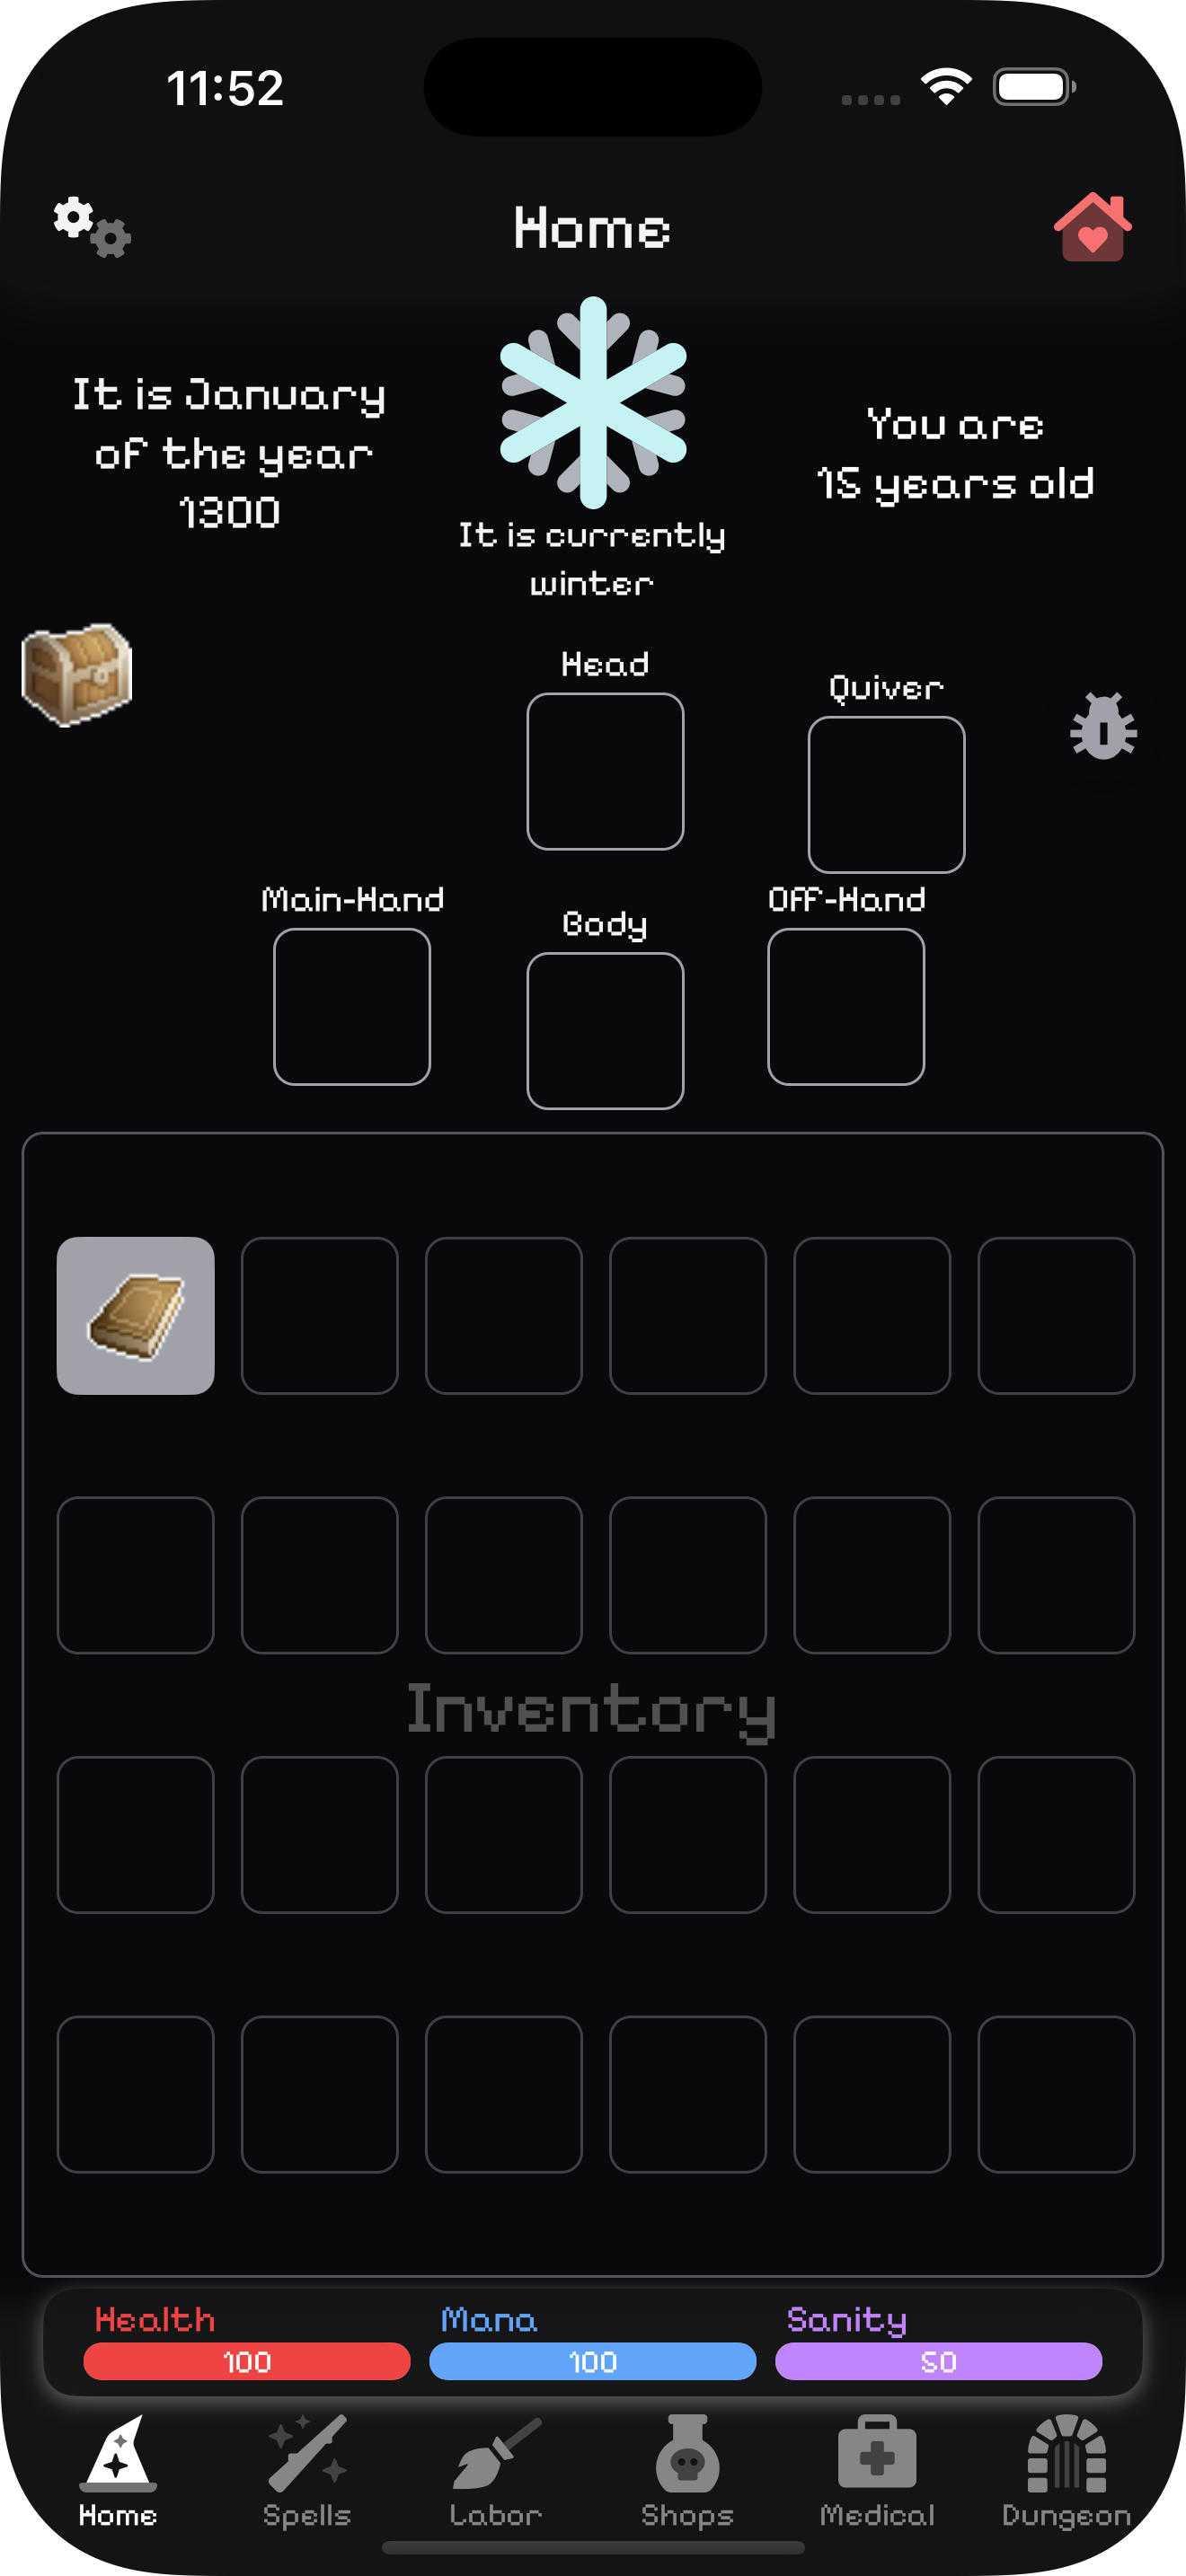 11:52
Home
It is January
of the year
1300
It is currently
winter
You are
15 years old
Head
Quiver
Main-Hand
Body
Off-Hand
Inventory
Health
Mana
Sanity
100
100
50
Home
Spells
Labor
Shops
Medical
Dungeon